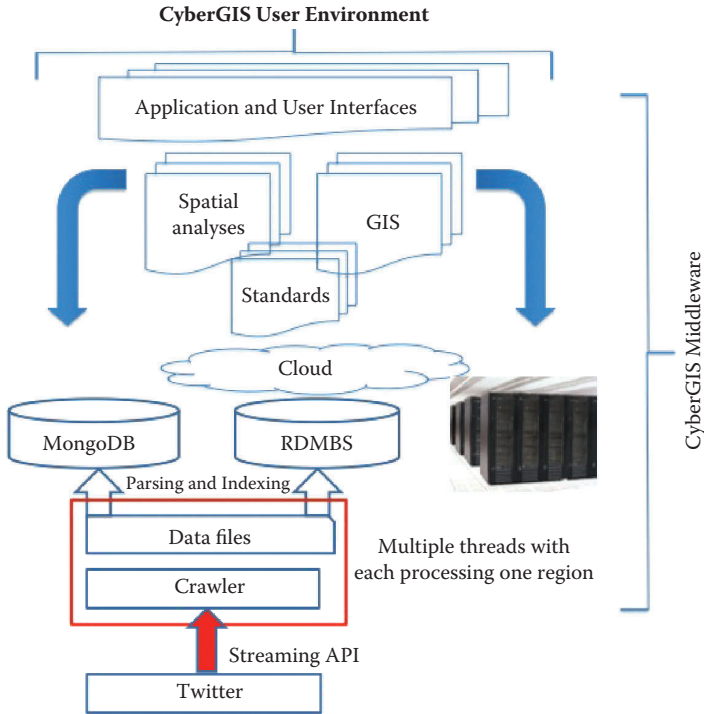 CyberGIS User Environment
Application and User Interfaces
Spatial
analyses
GIS
Standards
Cloud
MongoDB
RDMBS
Parsing and Indexing
Data files
Crawler
Multiple threads with
each processing one region
Streaming API
Twitter
CyberGIS Middleware